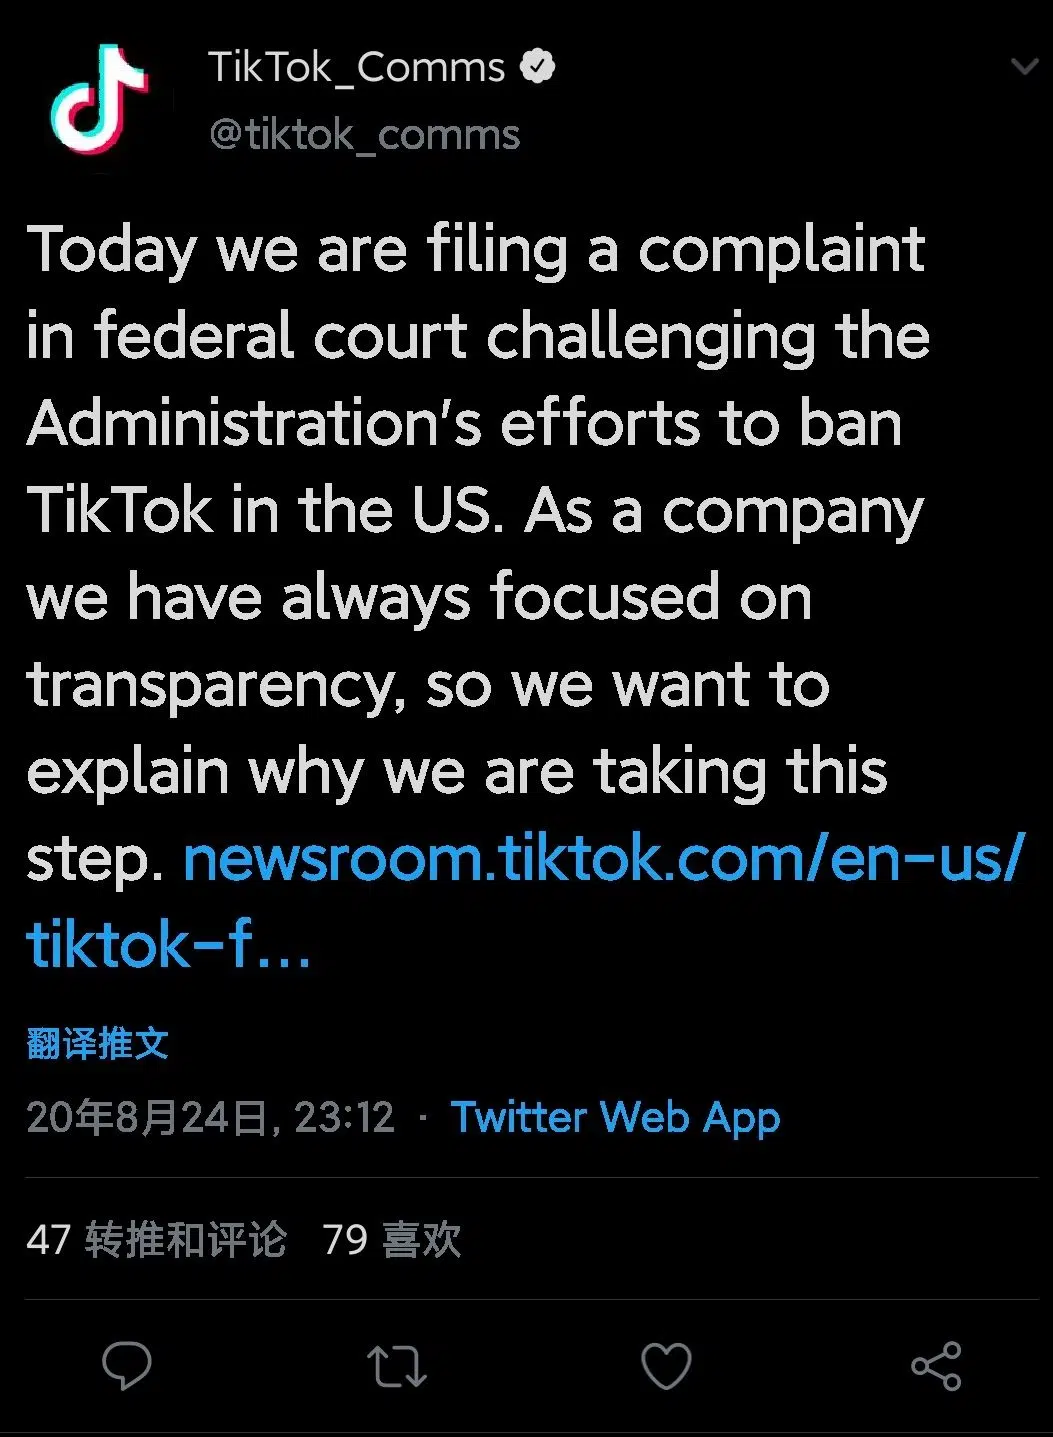 TikTok_Comms
@tiktok_comms
Today we are filing a complaint
in federal court challenging the
Administration's efforts to ban
TikTok in the US. As a company
we have always focused on
transparency, so we want to
explain why we are taking this
step. newsroom.tiktok.com/en-us/
tiktok-f...
翻译推文
20年8月24日, 23:12 · Twitter Web App
47 转推和评论 79 喜欢